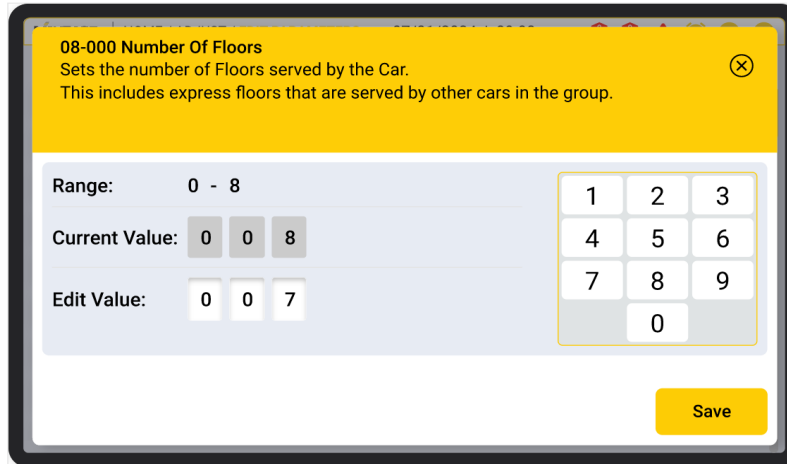 08-000 Number Of Floors
Sets the number of Floors served by the Car.
This includes express floors that are served by other cars in the group.
Range: 0 - 8
Current Value: 0 0 8
Edit Value: 0 0 7
1 2 3
4 5 6
7 8 9
0
Save